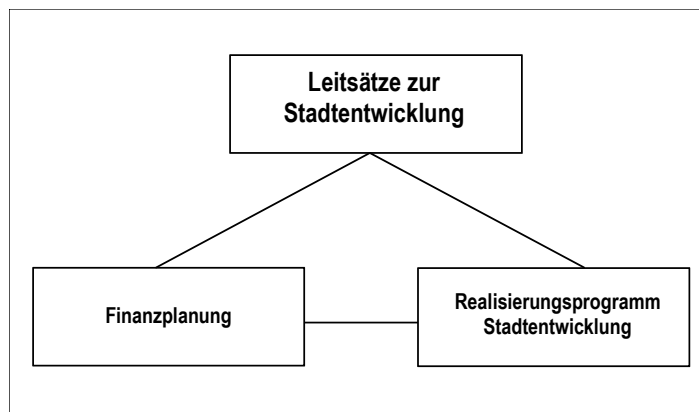 Leitsätze zur
Stadtentwicklung
Finanzplanung
Realisierungsprogramm
Stadtentwicklung